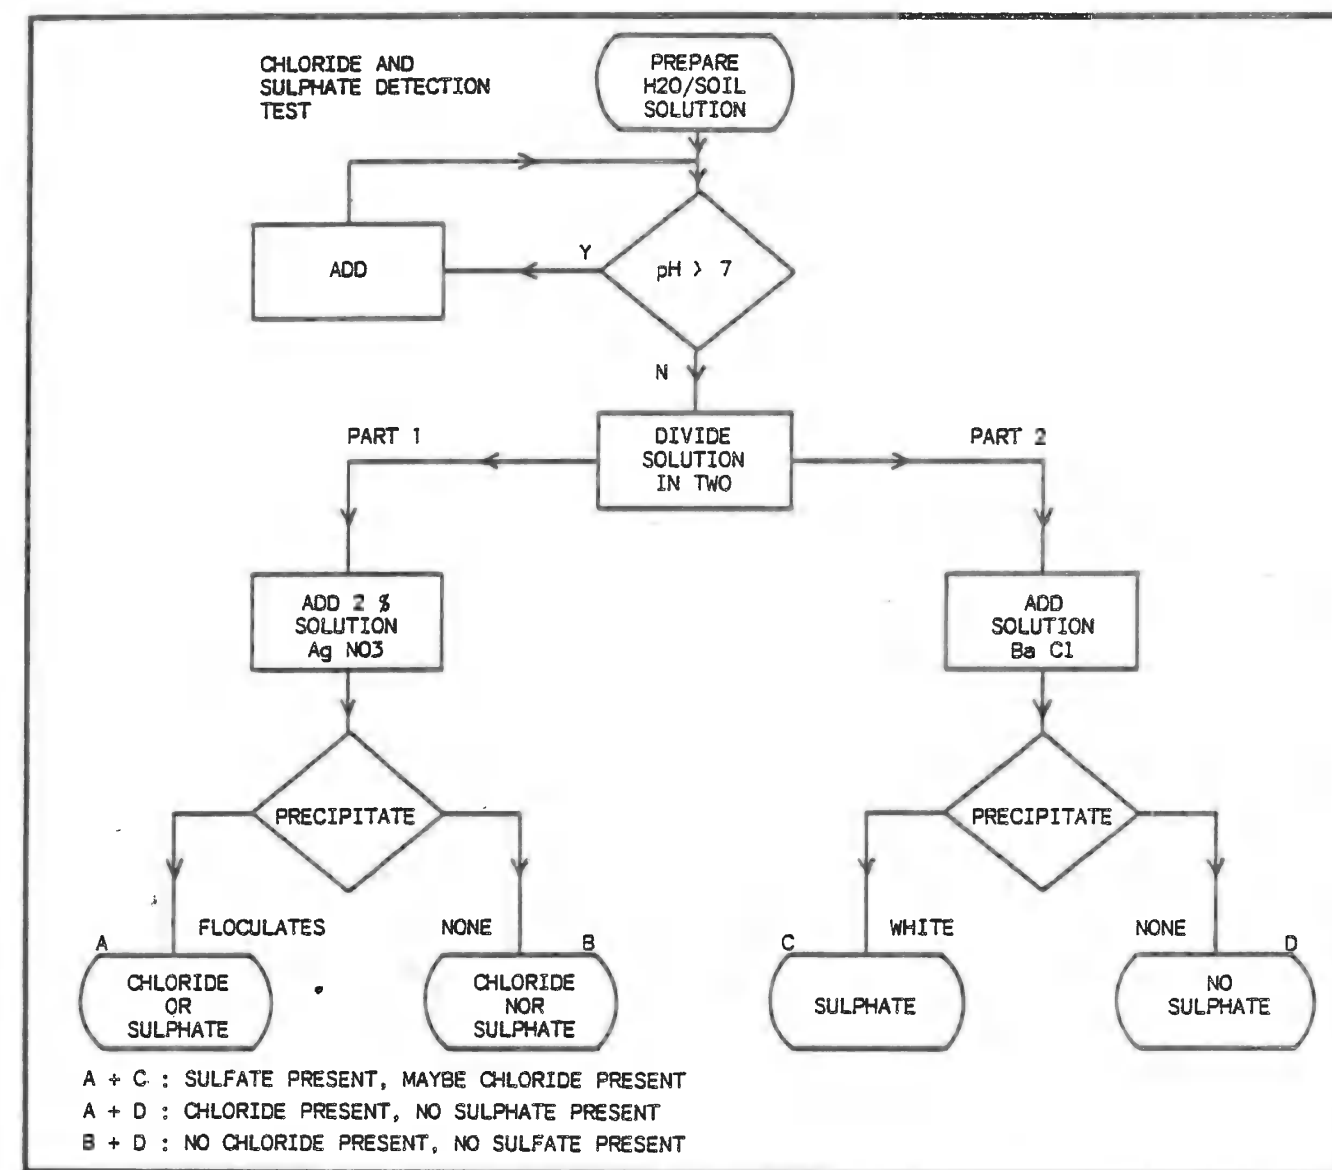 CHLORIDE AND
SULPHATE DETECTION
TEST
PREPARE
H2O/SOIL
SOLUTION
pH > 7
Y
ADD
N
DIVIDE
SOLUTION
IN TWO
PART 1
PART 2
ADD 2 %
SOLUTION
Ag NO3
ADD
SOLUTION
Ba Cl
PRECIPITATE
PRECIPITATE
FLOCULATES
NONE
WHITE
NONE
A
CHLORIDE
OR
SULPHATE
B
CHLORIDE
NOR
SULPHATE
C
SULPHATE
D
NO
SULPHATE
A + C : SULFATE PRESENT, MAYBE CHLORIDE PRESENT
A + D : CHLORIDE PRESENT, NO SULPHATE PRESENT
B + D : NO CHLORIDE PRESENT, NO SULFATE PRESENT